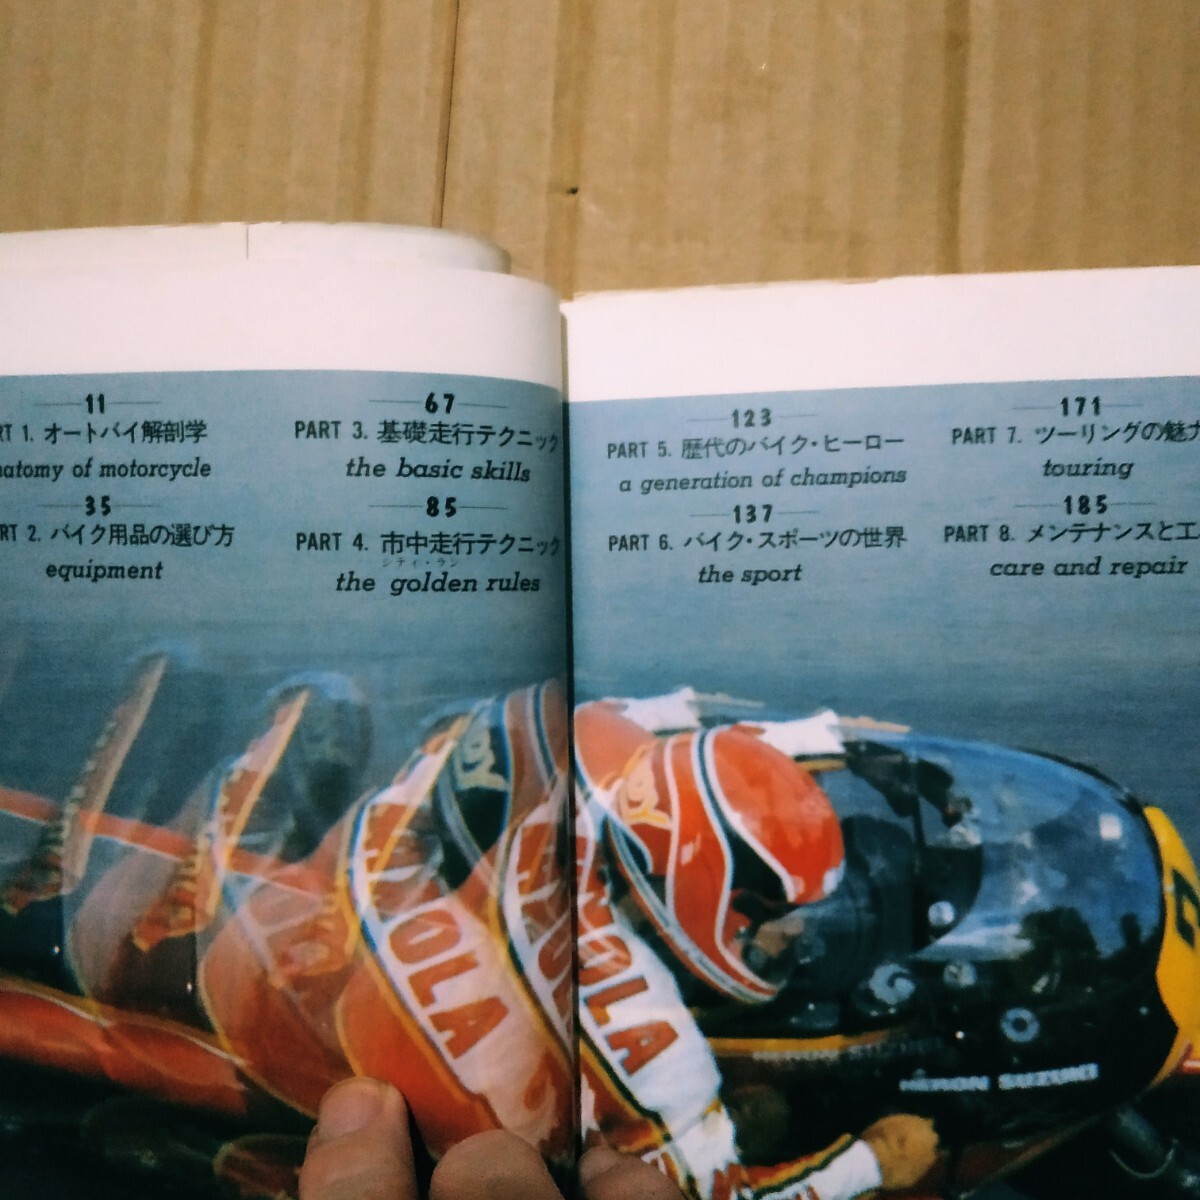 11
RT 1. オートバイ解剖学
natomy of motorcycle
35
RT 2. バイク用品の選び方
equipment
67
PART 3. 基礎走行テクニック
the basic skills
85
PART 4. 市中走行テクニック
シティ・ラン
the golden rules
123
PART 5. 歴代のバイク・ヒーロー
a generation of champions
137
PART 6. バイク・スポーツの世界
the sport
171
PART 7. ツーリングの魅力
touring
185
PART 8. メンテナンスとエ
care and repair
OLA
OLA
HERON SUZUKI